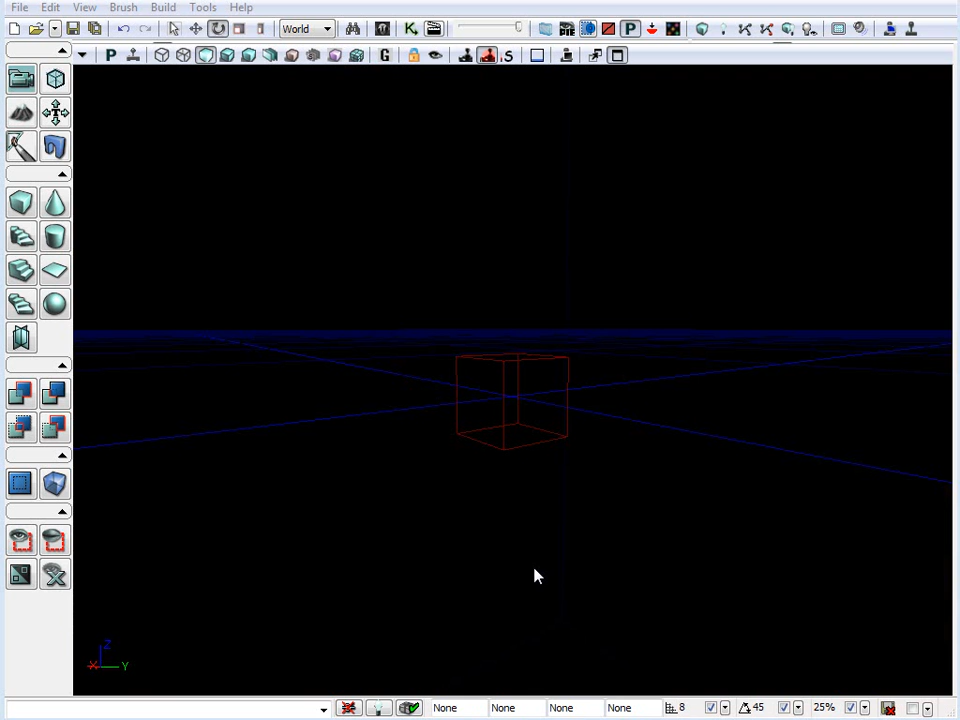 File Edit View Brush Build Tools Help
World K P
P G S
Z
X Y
None None None None 8 45 25%